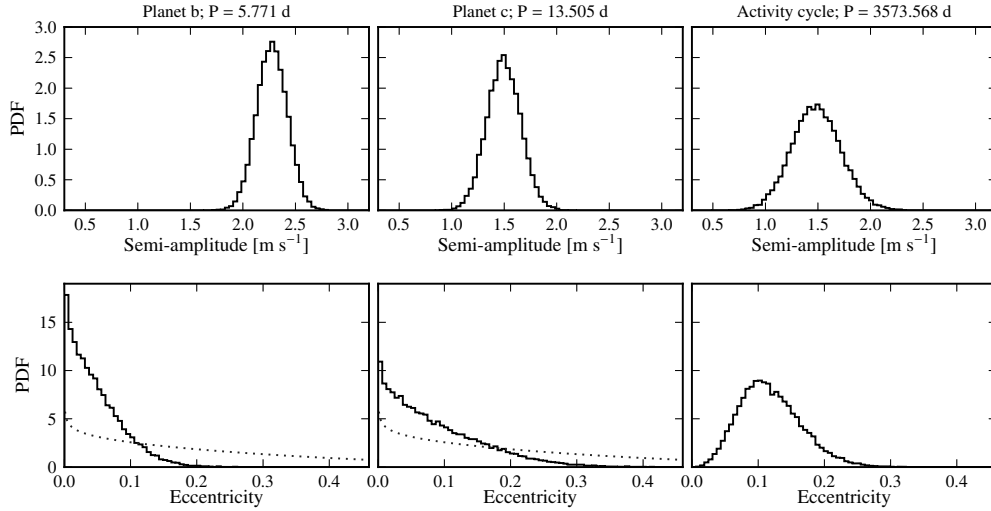 Planet b; P = 5.771 d
Planet c; P = 13.505 d
Activity cycle; P = 3573.568 d
PDF
3.0
2.5
2.0
1.5
1.0
0.5
0.0
0.5 1.0 1.5 2.0 2.5 3.0
0.5 1.0 1.5 2.0 2.5 3.0
0.5 1.0 1.5 2.0 2.5 3.0
Semi-amplitude [m s⁻¹]
Semi-amplitude [m s⁻¹]
Semi-amplitude [m s⁻¹]
PDF
15
10
5
0
0.0 0.1 0.2 0.3 0.4
0.0 0.1 0.2 0.3 0.4
0.0 0.1 0.2 0.3 0.4
Eccentricity
Eccentricity
Eccentricity